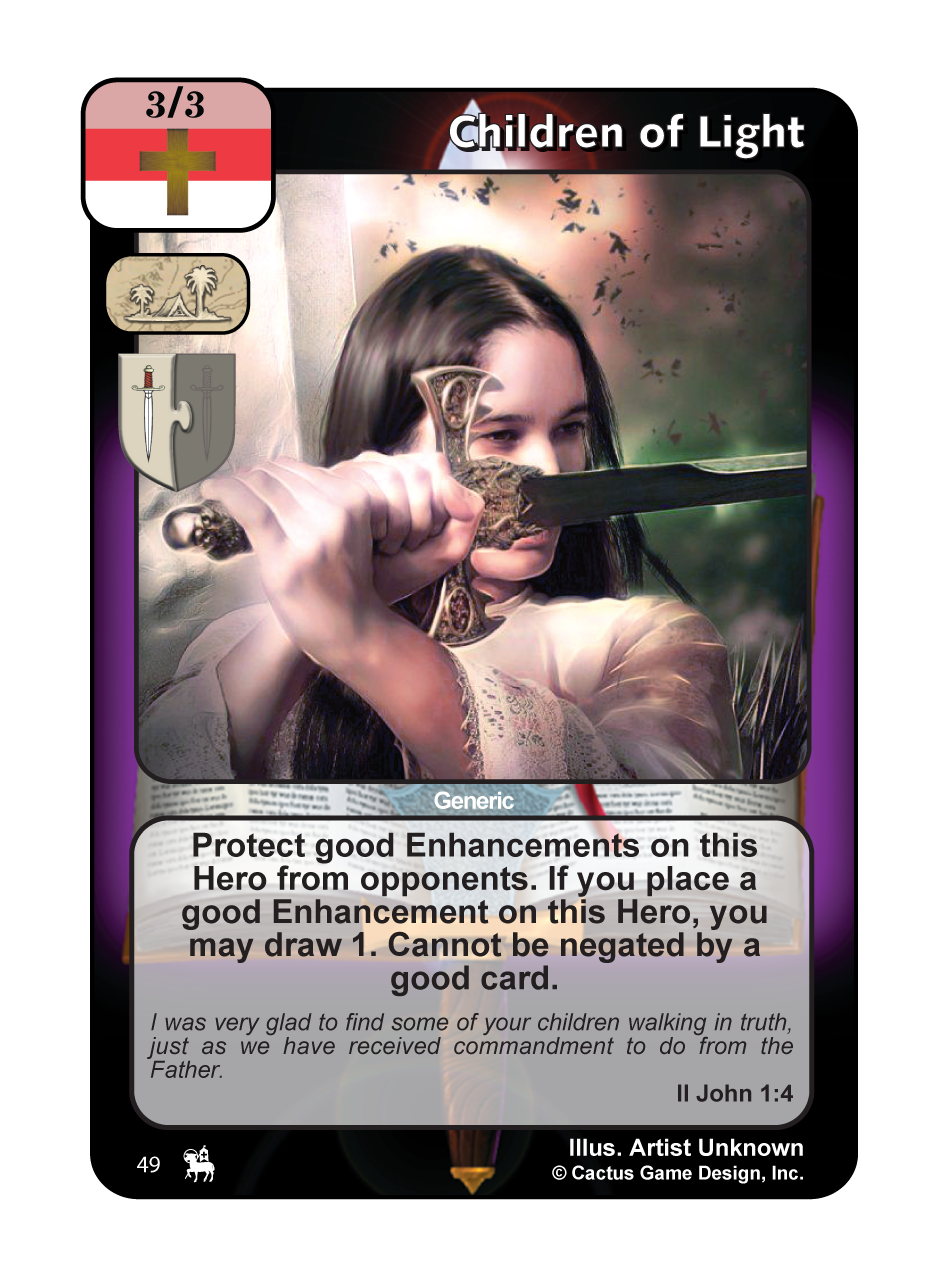 3/3
Children of Light
Generic
Protect good Enhancements on this
Hero from opponents. If you place a
good Enhancement on this Hero, you
may draw 1. Cannot be negated by a
good card.
I was very glad to find some of your children walking in truth,
just as we have received commandment to do from the
Father.
II John 1:4
Illus. Artist Unknown
49
© Cactus Game Design, Inc.